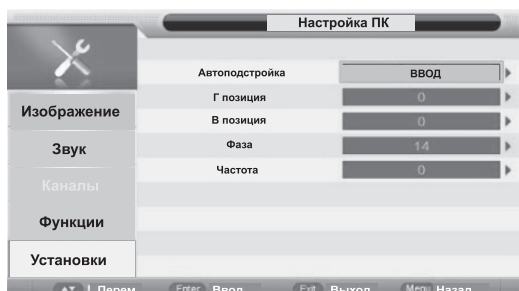 Настройка ПК
Автоподстройка ВВОД
Г позиция 0
В позиция 0
Фаза 14
Частота 0
Изображение
Звук
Каналы
Функции
Установки
Перем Enter Ввод Exit Выход Menu Назад